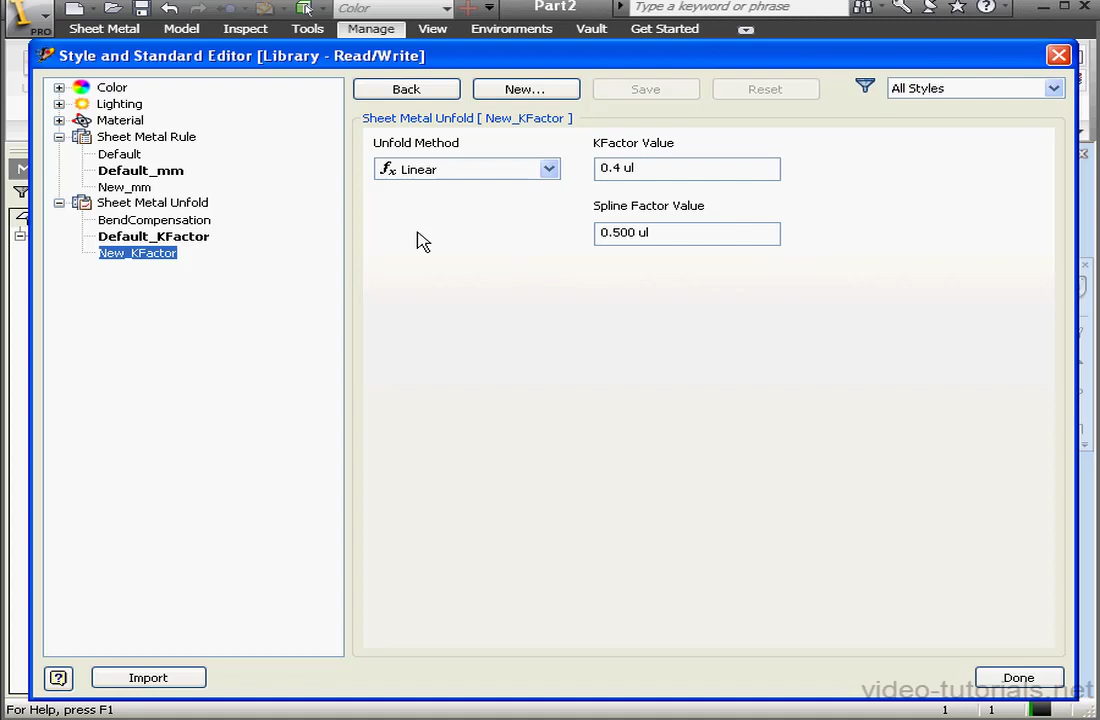 Color
Part2
Type a keyword or phrase
PRO
Sheet Metal
Model
Inspect
Tools
Manage
View
Environments
Vault
Get Started
Style and Standard Editor [Library - Read/Write]
Color
Lighting
Material
Sheet Metal Rule
Default
Default_mm
New_mm
Sheet Metal Unfold
BendCompensation
Default_KFactor
New_KFactor
Back
New...
Save
Reset
All Styles
Sheet Metal Unfold [ New_KFactor ]
Unfold Method
fx Linear
KFactor Value
0.4 ul
Spline Factor Value
0.500 ul
Import
Done
video-tutorials.net
For Help, press F1
1
1